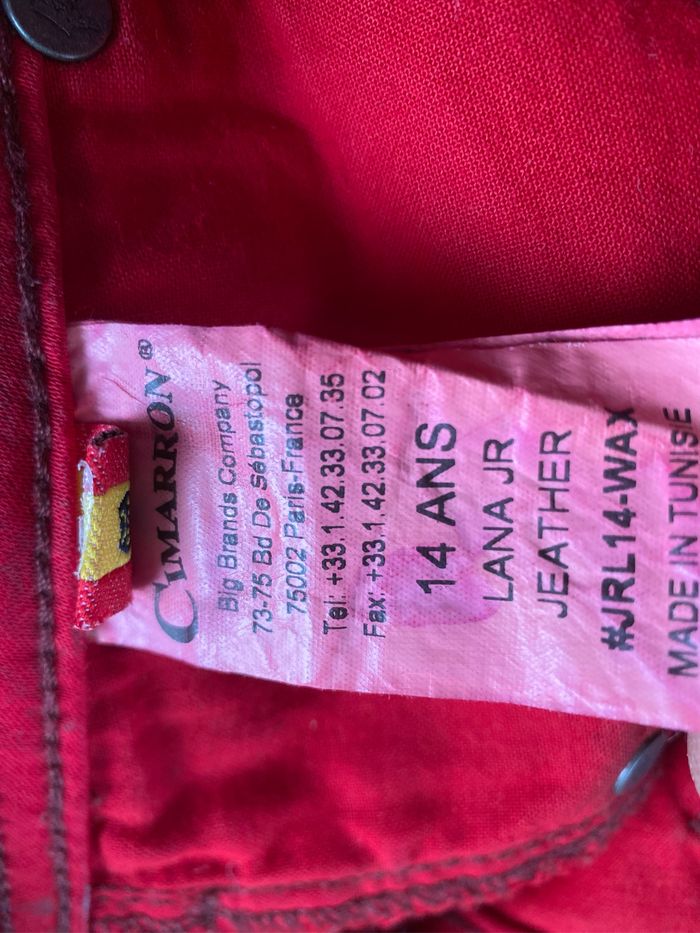 CIMARRON ®
Big Brands Company
73-75 Bd De Sébastopol
75002 Paris-France
Tel: +33.1.42.33.07.35
Fax: +33.1.42.33.07.02
14 ANS
LANA JR
JEATHER
#JRL14-WAX
MADE IN TUNISIE